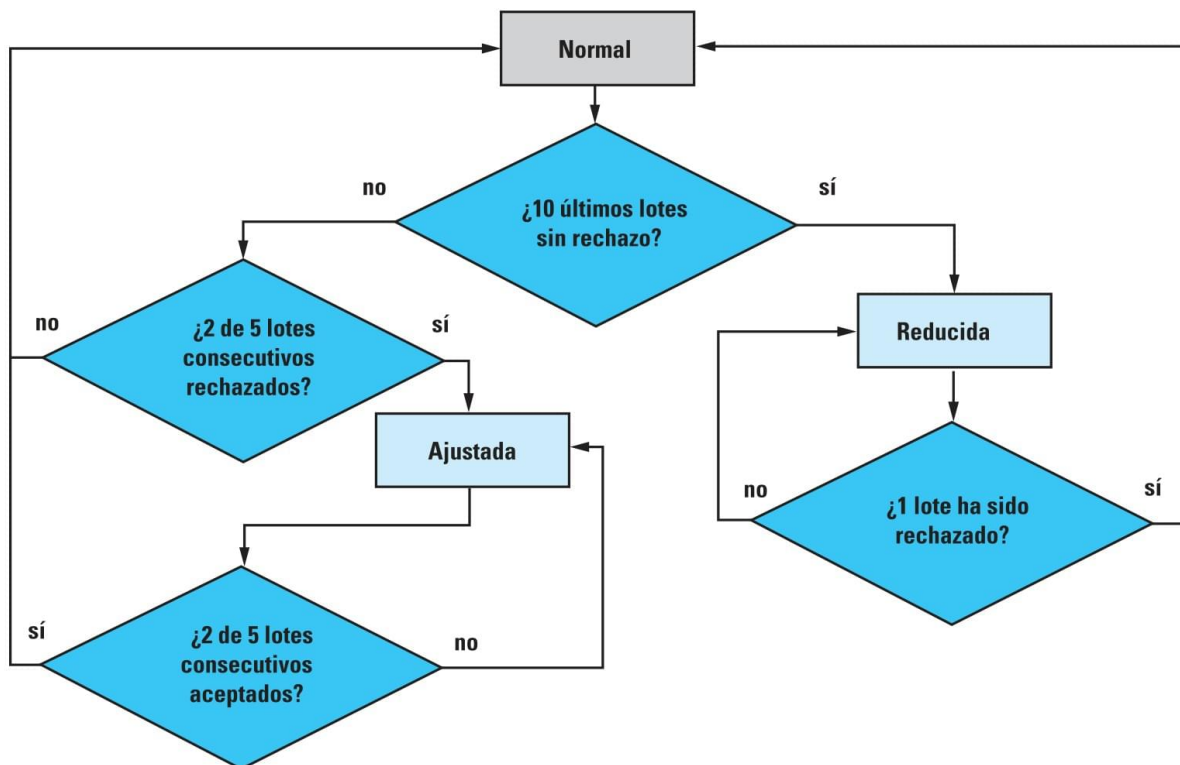 Normal
no
sí
¿10 últimos lotes
sin rechazo?
no
¿2 de 5 lotes
consecutivos
rechazados?
sí
Reducida
Ajustada
no
¿1 lote ha sido
rechazado?
sí
sí
¿2 de 5 lotes
consecutivos
aceptados?
no